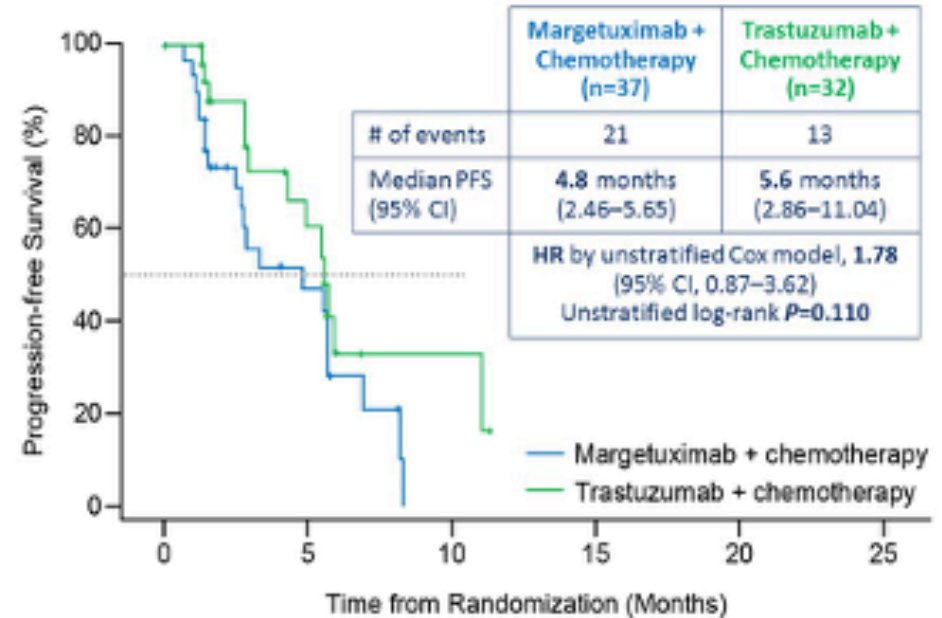 Margetuximab +
Chemotherapy
(n=37)
Trastuzumab +
Chemotherapy
(n=32)
# of events
21
13
Median PFS
(95% CI)
4.8 months
(2.46–5.65)
5.6 months
(2.86–11.04)
HR by unstratified Cox model, 1.78
(95% CI, 0.87–3.62)
Unstratified log-rank P=0.110
Progression-free Survival (%)
100
80
60
40
20
0
Margetuximab + chemotherapy
Trastuzumab + chemotherapy
0
5
10
15
20
25
Time from Randomization (Months)